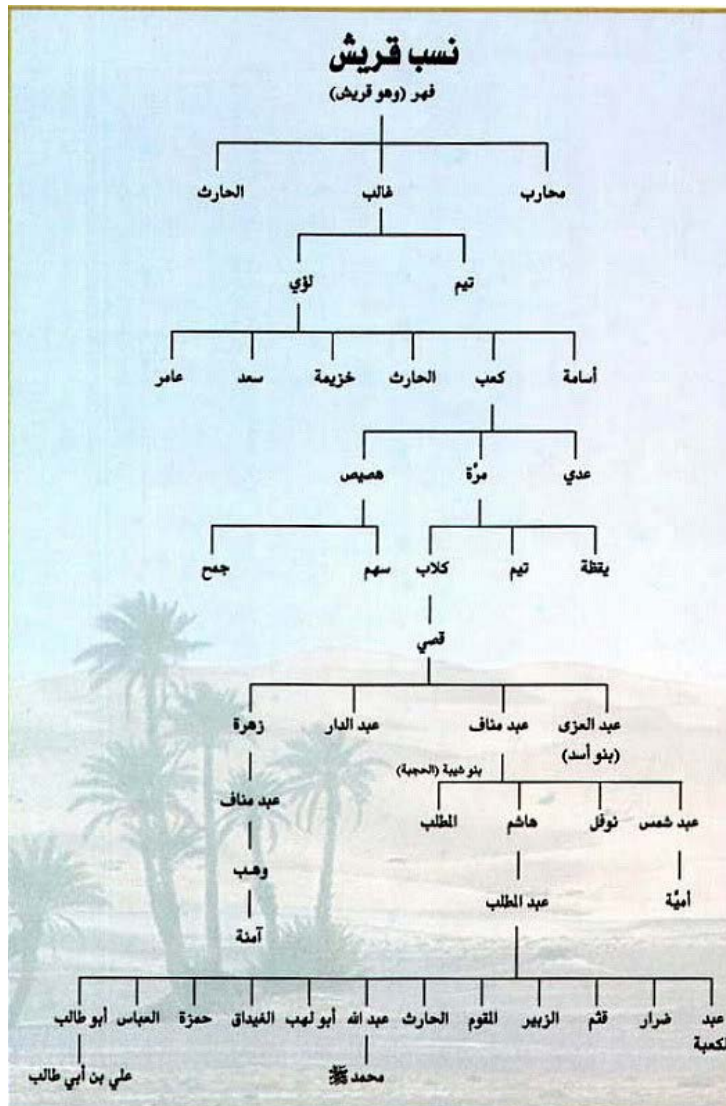 نسب قريش
فهر (وهو قريش)
محارب غالب الحارث
تيم لؤي
أسامة كعب الحارث خزيمة سعد عامر
عدي مرّة هصيص
يقظة تيم كلاب سهم جمح
قصي
عبد العزى عبد مناف عبد الدار زهرة
(بنو أسد)
بنو شيبة (الحجبة)
عبد مناف
عبد شمس نوفل هاشم المطلب
وهب
أميّة عبد المطلب
آمنة
عبد الكعبة ضرار قثم الزبير المقوم الحارث عبد الله أبو لهب الغيداق حمزة العباس أبو طالب
محمد ﷺ علي بن أبي طالب